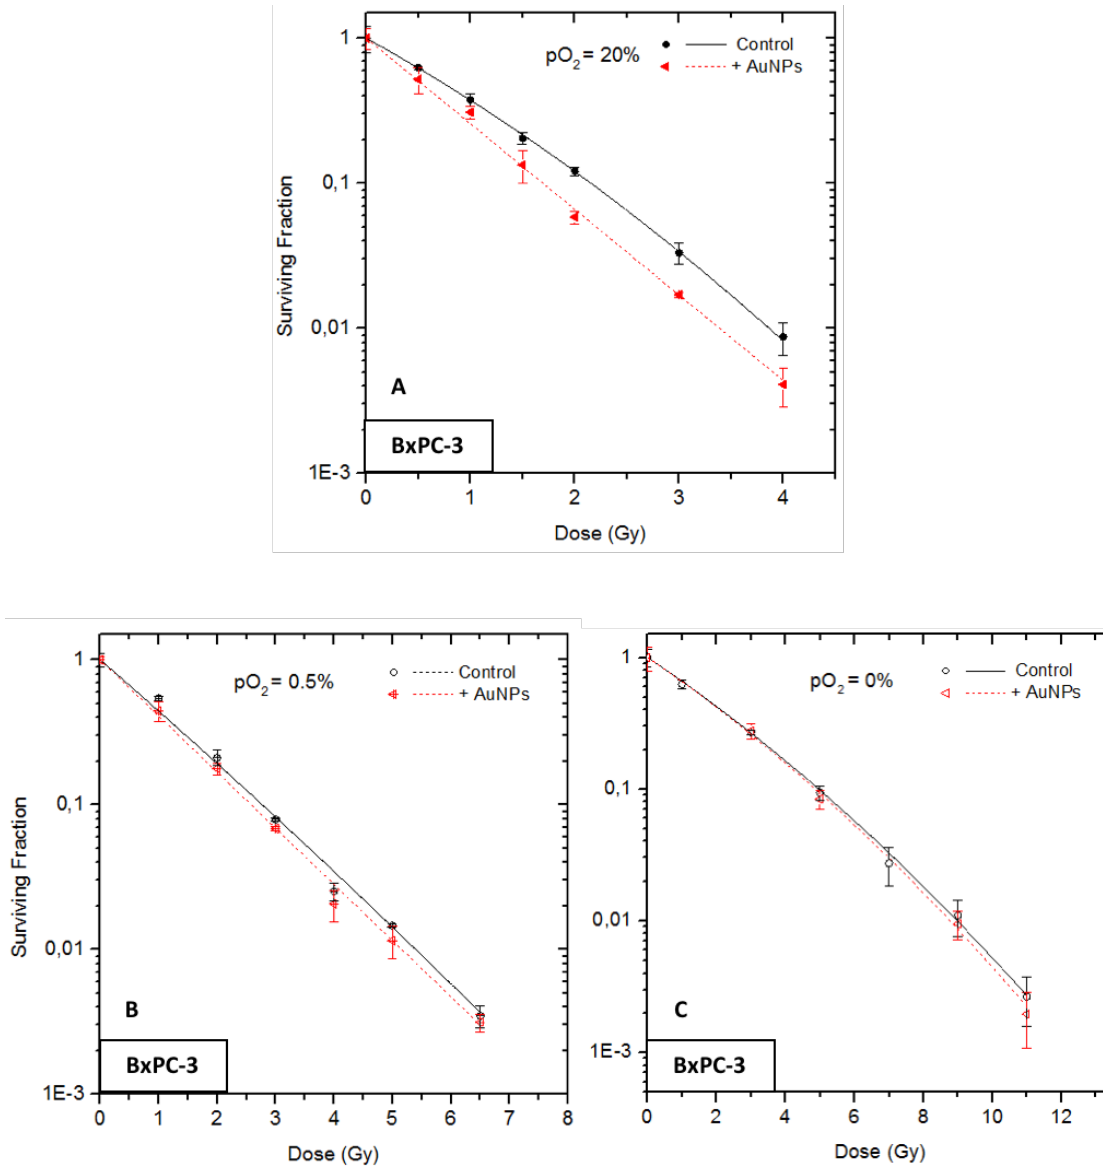 pO2 = 20%
Control
+ AuNPs
1
0,1
0,01
1E-3
Surviving Fraction
A
BxPC-3
0 1 2 3 4
Dose (Gy)
pO2 = 0.5%
Control
+ AuNPs
1
0,1
0,01
1E-3
Surviving Fraction
B
BxPC-3
0 1 2 3 4 5 6 7 8
Dose (Gy)
pO2 = 0%
Control
+ AuNPs
1
0,1
0,01
1E-3
C
BxPC-3
0 2 4 6 8 10 12
Dose (Gy)